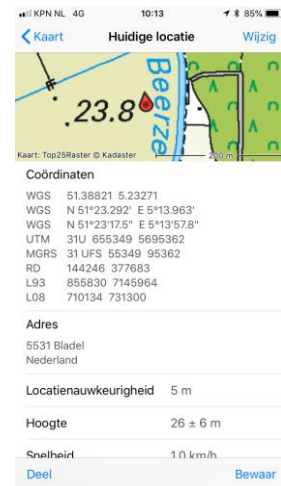 KPN NL 4G 10:13 85%
Kaart Huidige locatie Wijzig
Beerze
.23.8
Kaart: Top25Raster © Kadaster
200 m
Coördinaten
WGS 51.38821 5.23271
WGS N 51°23.292' E 5°13.963'
WGS N 51°23'17.5" E 5°13'57.8"
UTM 31U 655349 5695362
MGRS 31 UFS 55349 95362
RD 144246 377683
L93 855830 7145964
L08 710134 731300
Adres
5531 Bladel
Nederland
Locatienauwkeurigheid 5 m
Hoogte 26 ± 6 m
Snelheid 1.0 km/h
Deel Bewaar